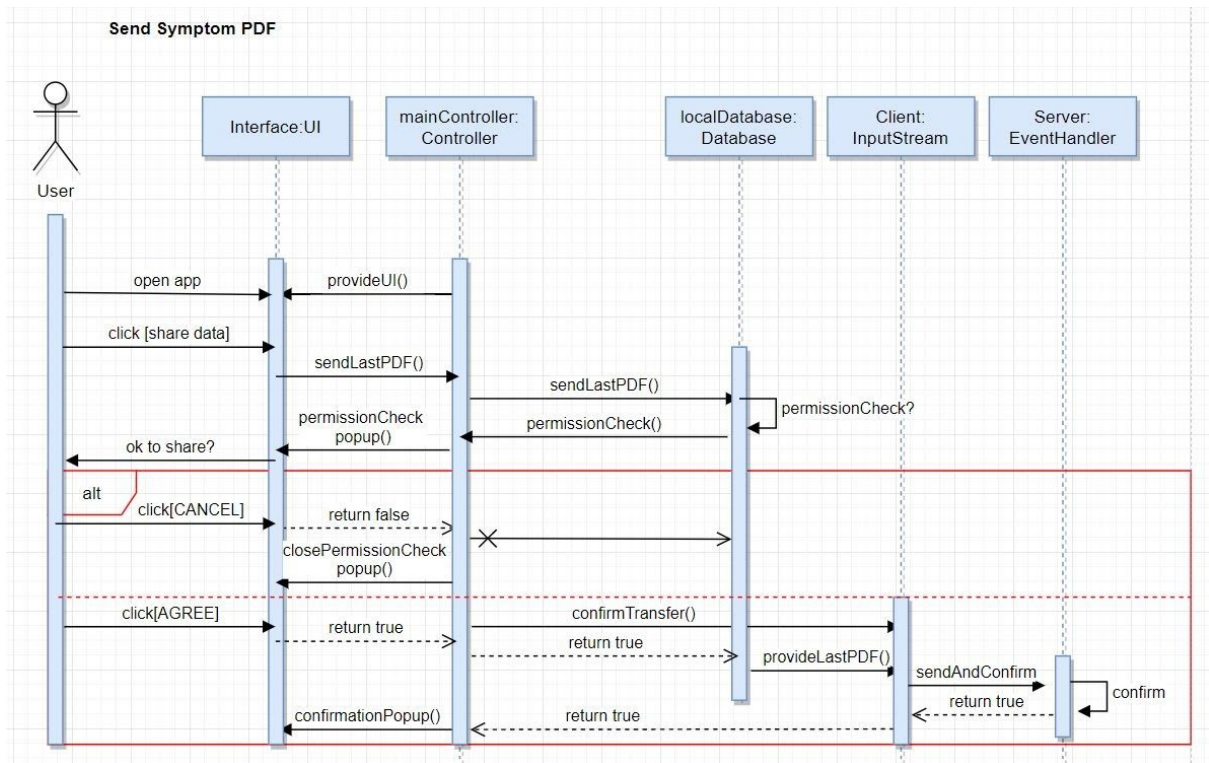 Send Symptom PDF
User
Interface:UI
mainController:
Controller
localDatabase:
Database
Client:
InputStream
Server:
EventHandler
open app
provideUI()
click [share data]
sendLastPDF()
sendLastPDF()
permissionCheck?
permissionCheck
popup()
permissionCheck()
ok to share?
alt
click[CANCEL]
return false
closePermissionCheck
popup()
click[AGREE]
return true
confirmTransfer()
return true
provideLastPDF()
sendAndConfirm
confirm
return true
return true
confirmationPopup()